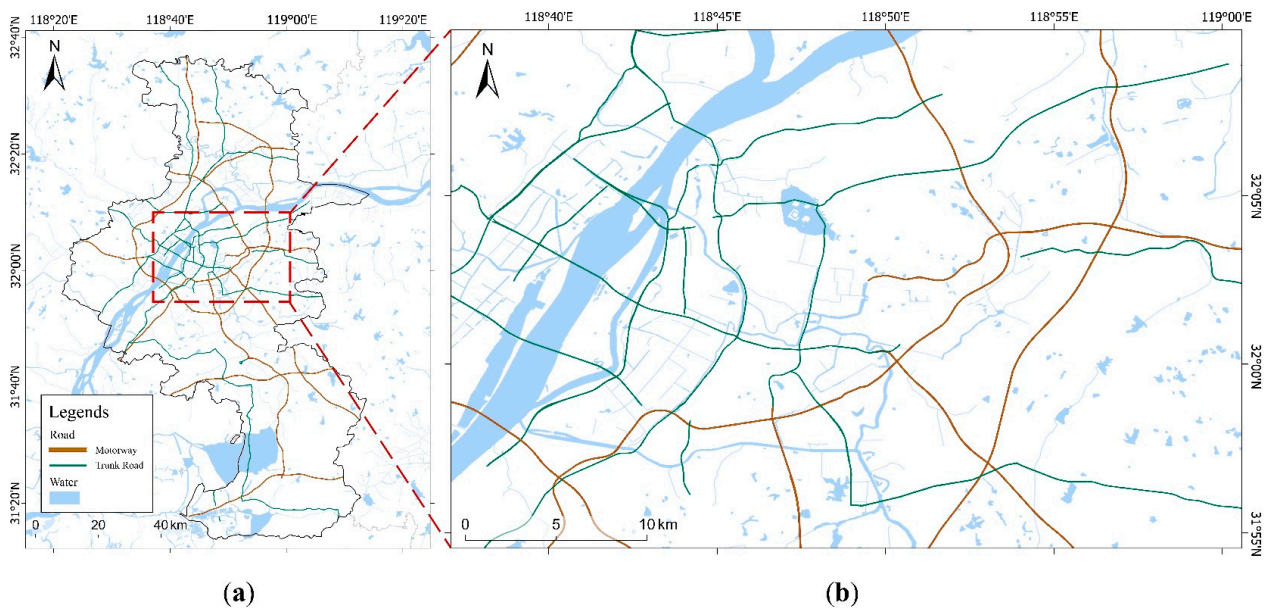 118°20'E 118°40'E 119°00'E 119°20'E
32°40'N
32°20'N
32°00'N
31°40'N
31°20'N
N
Legends
Road
Motorway
Trunk Road
Water
0 20 40 km
(a)
118°40'E 118°45'E 118°50'E 118°55'E 119°00'E
N
32°05'N
32°00'N
31°55'N
0 5 10 km
(b)